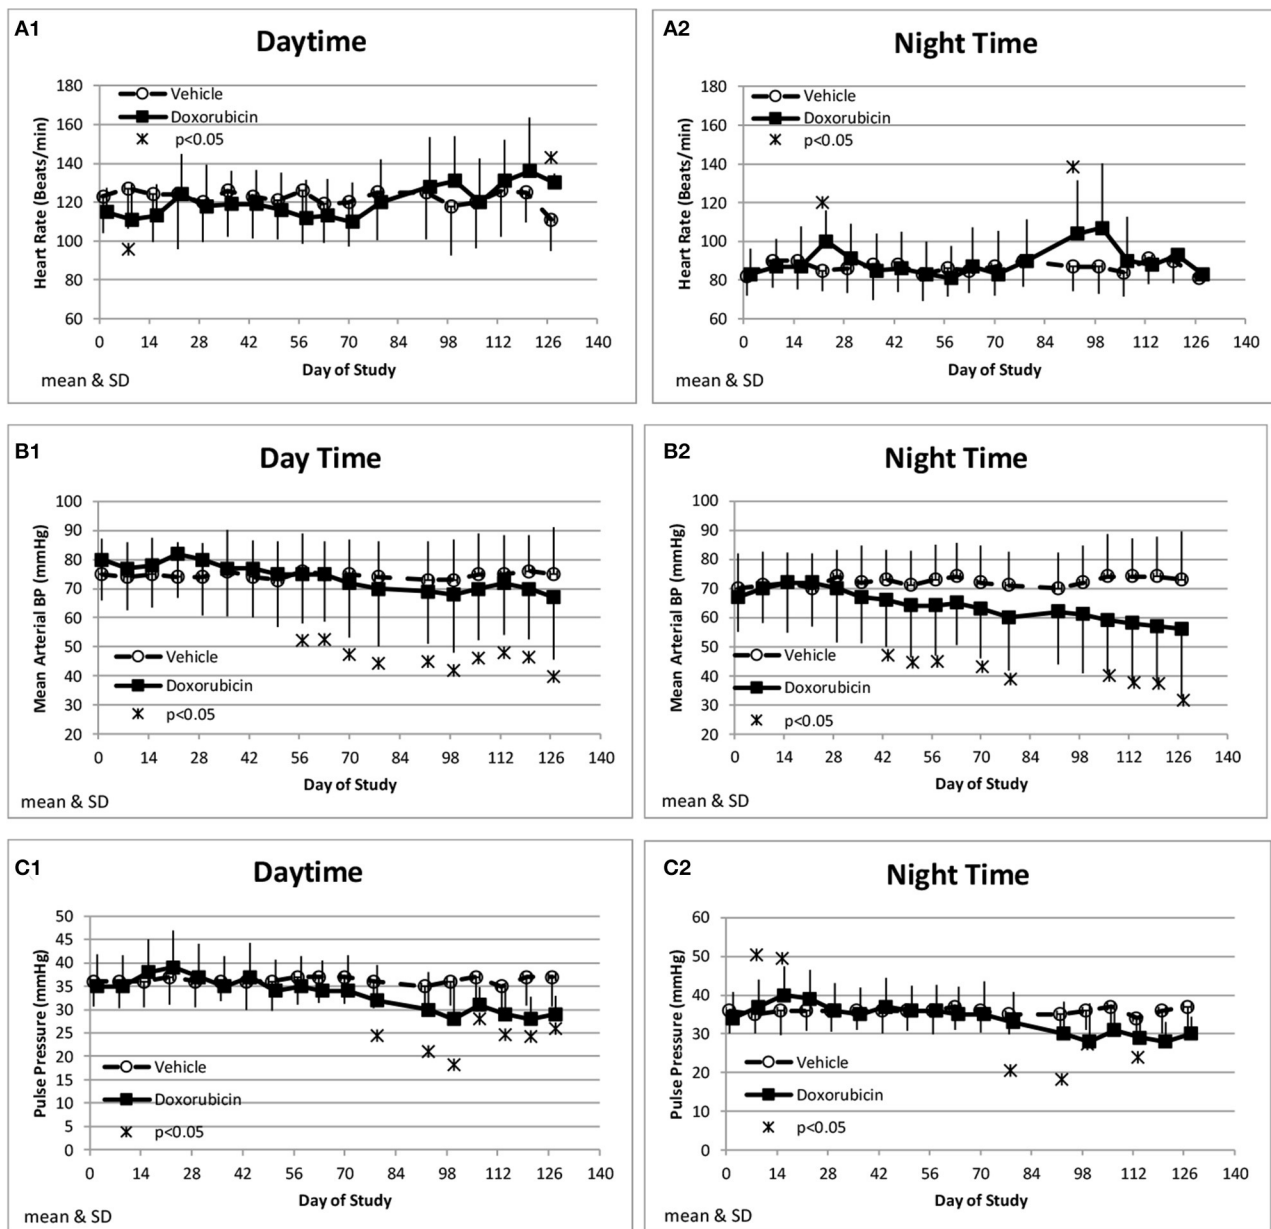 A1
Daytime
180
160
140
120
100
80
60
Heart Rate (Beats/min)
Vehicle
Doxorubicin
p<0.05
0 14 28 42 56 70 84 98 112 126 140
Day of Study
mean & SD
A2
Night Time
180
160
140
120
100
80
60
Heart Rate (Beats/min)
Vehicle
Doxorubicin
p<0.05
0 14 28 42 56 70 84 98 112 126 140
Day of Study
mean & SD
B1
Day Time
100
90
80
70
60
50
40
30
20
Mean Arterial BP (mmHg)
Vehicle
Doxorubicin
p<0.05
0 14 28 42 56 70 84 98 112 126 140
Day of Study
mean & SD
B2
Night Time
100
90
80
70
60
50
40
30
20
Mean Arterial BP (mmHg)
Vehicle
Doxorubicin
p<0.05
0 14 28 42 56 70 84 98 112 126 140
Day of Study
mean & SD
C1
Daytime
50
45
40
35
30
25
20
15
10
5
0
Pulse Pressure (mmHg)
Vehicle
Doxorubicin
p<0.05
0 14 28 42 56 70 84 98 112 126 140
Day of Study
mean & SD
C2
Night Time
60
50
40
30
20
10
0
Pulse Pressure (mmHg)
Vehicle
Doxorubicin
p<0.05
0 14 28 42 56 70 84 98 112 126 140
Day of Study
mean & SD